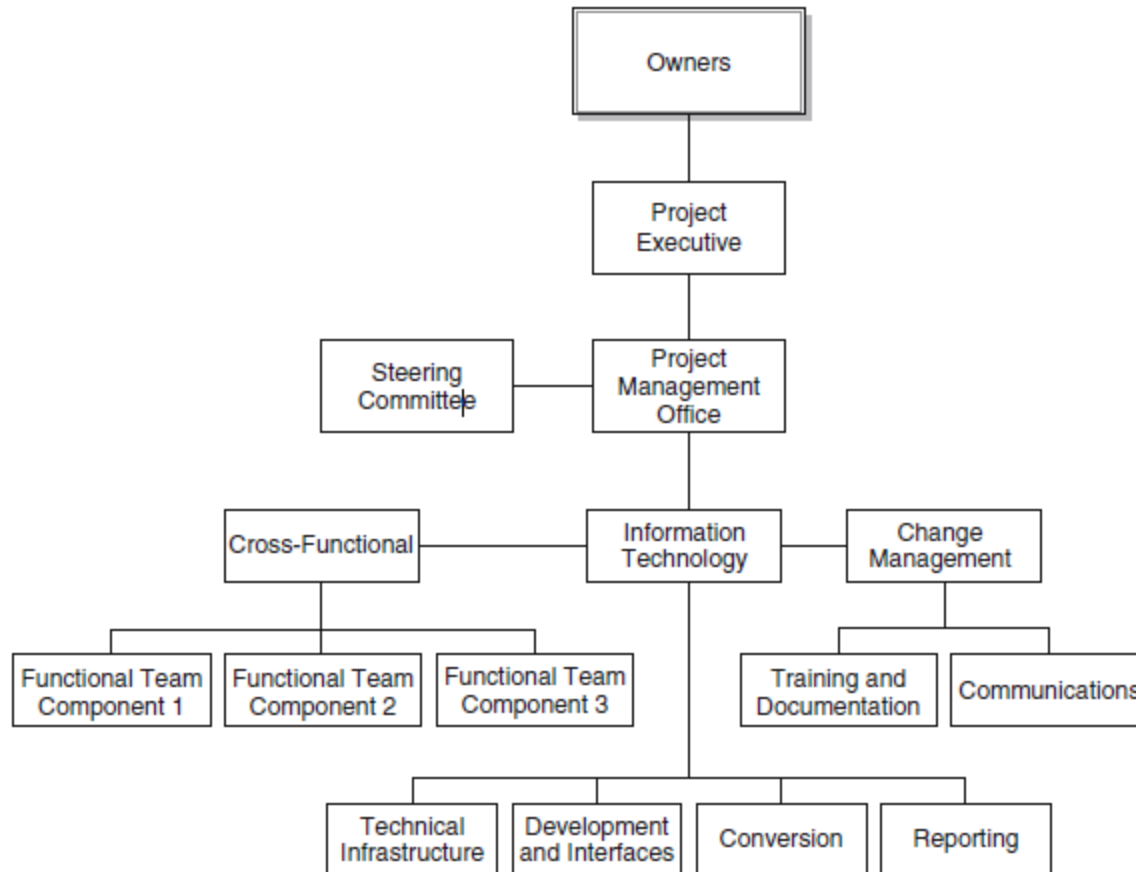 Owners
Project
Executive
Steering
Committee
Project
Management
Office
Cross-Functional
Information
Technology
Change
Management
Functional Team
Component 1
Functional Team
Component 2
Functional Team
Component 3
Training and
Documentation
Communications
Technical
Infrastructure
Development
and Interfaces
Conversion
Reporting